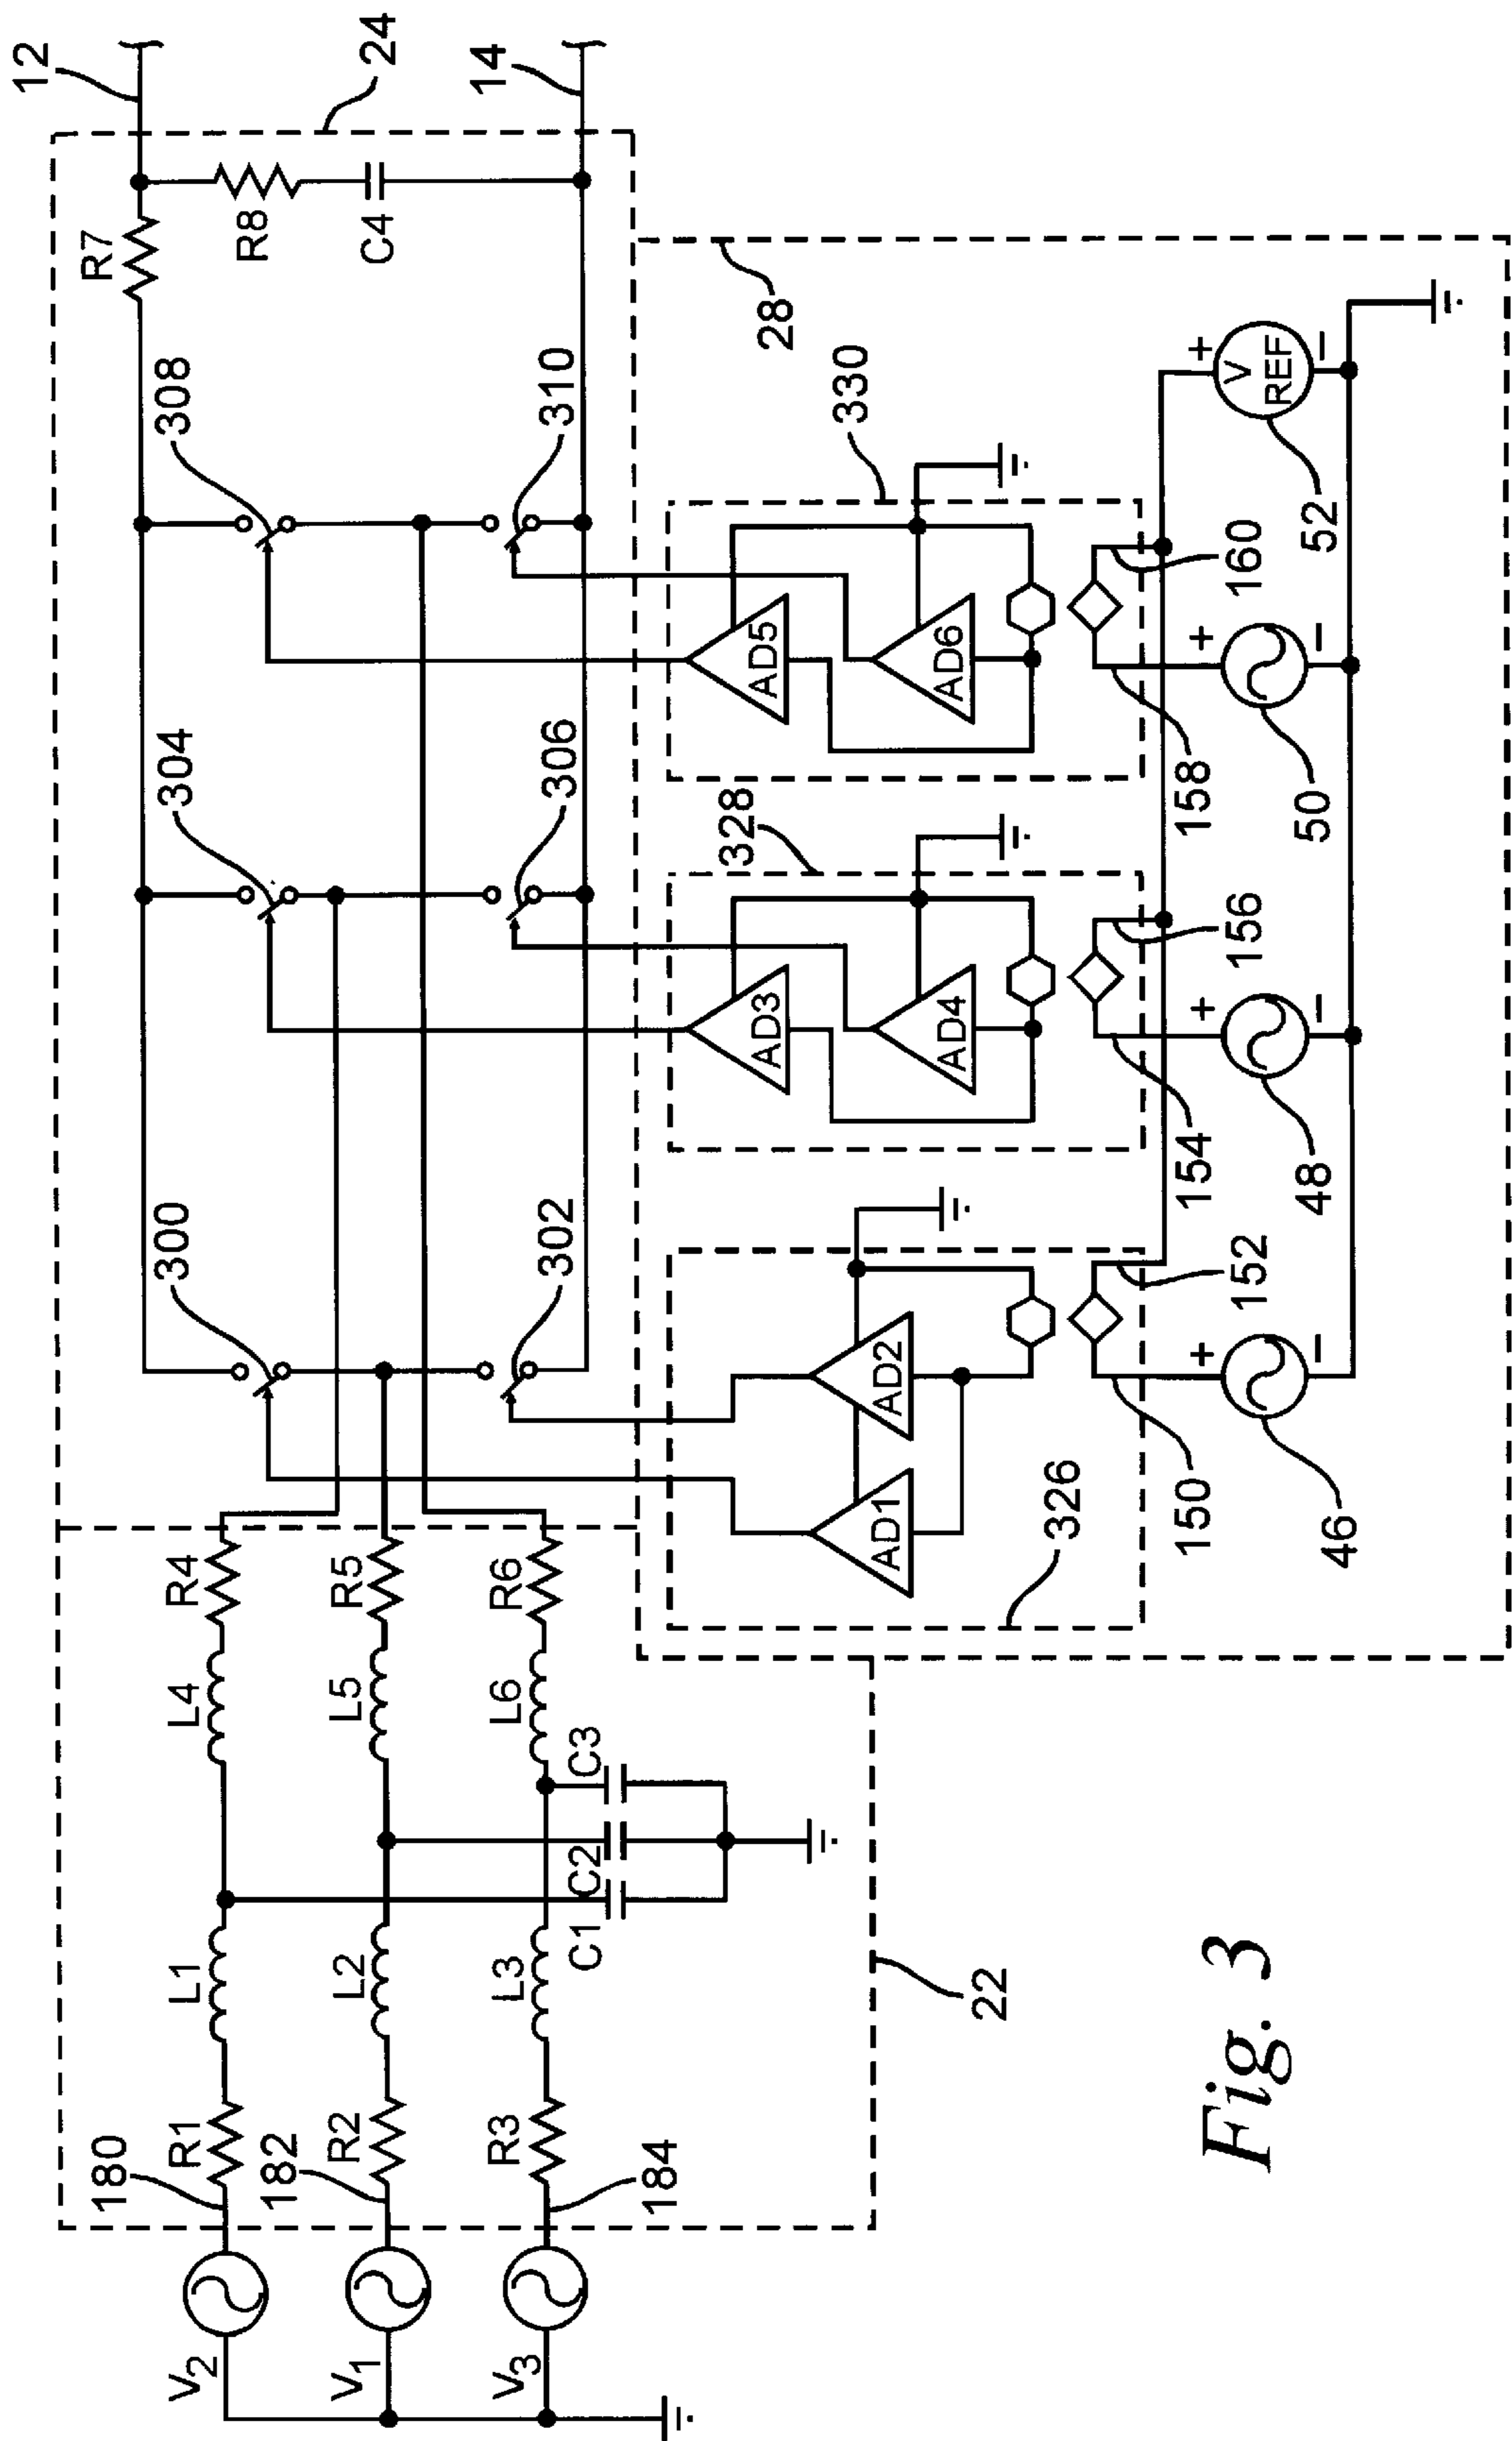 12
24
14
R7
R8
C4
308
310
304
306
300
302
28
330
328
326
AD5
AD6
AD3
AD4
AD1
AD2
V
REF
+
−
52
160
158
+
−
50
156
154
+
−
48
152
150
+
−
46
R4
R5
R6
L4
L5
L6
C3
C2
C1
L1
L2
L3
R1
R2
R3
180
182
184
22
V2
V1
V3
Fig. 3